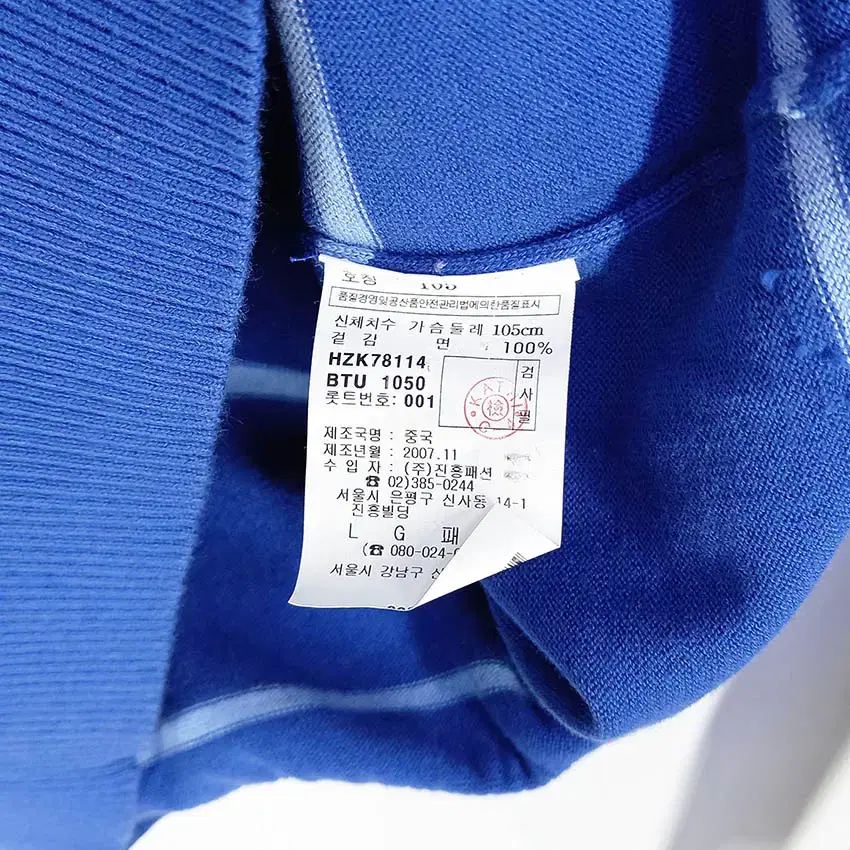 호칭 105
품질경영및공산품안전관리법에의한품질표시
신체치수 가슴둘레 105cm
겉감 면 100%
HZK78114
BTU 1050
롯트번호: 001
검사필
KATRI
檢
제조국명 : 중국
제조년월 : 2007.11
수 입 자 : (주)진흥패션
☎ 02)385-0244
서울시 은평구 신사동 14-1
진흥빌딩
L G 패
(☎ 080-024-
서울시 강남구 신